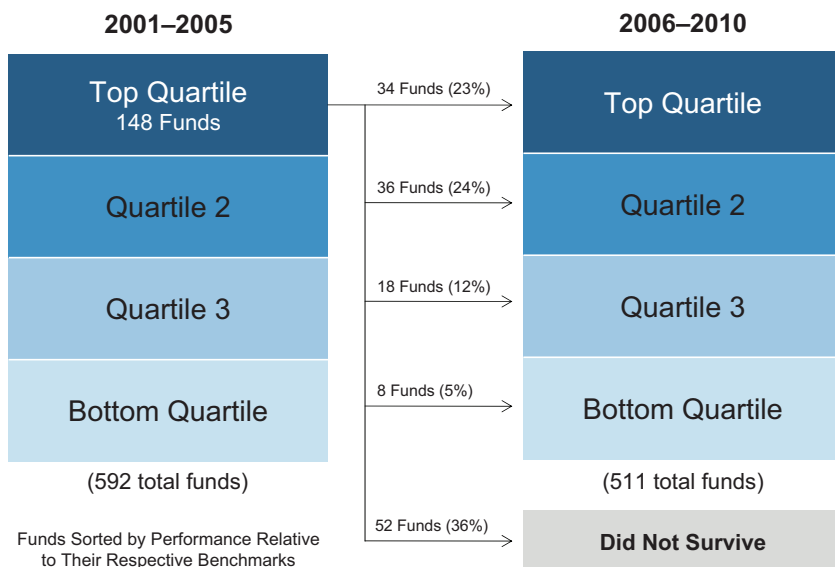 2001–2005
Top Quartile
148 Funds
Quartile 2
Quartile 3
Bottom Quartile
(592 total funds)
Funds Sorted by Performance Relative
to Their Respective Benchmarks
34 Funds (23%)
36 Funds (24%)
18 Funds (12%)
8 Funds (5%)
52 Funds (36%)
2006–2010
Top Quartile
Quartile 2
Quartile 3
Bottom Quartile
(511 total funds)
Did Not Survive